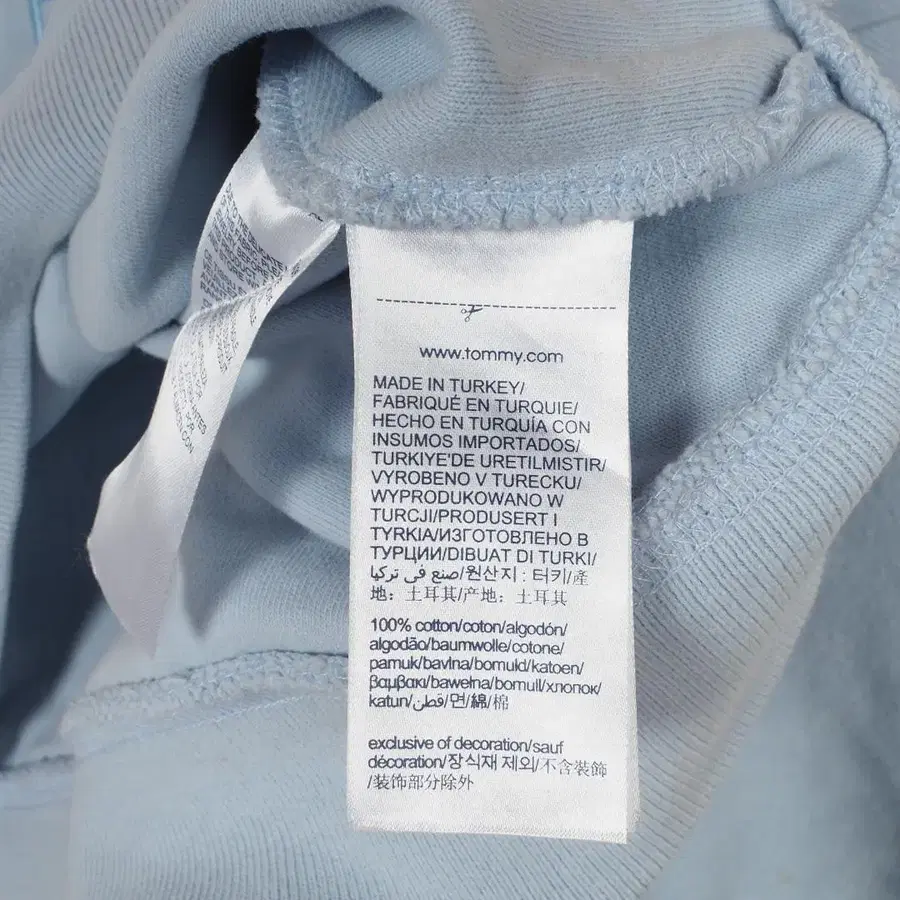 www.tommy.com
MADE IN TURKEY/
FABRIQUÉ EN TURQUIE/
HECHO EN TURQUÍA CON
INSUMOS IMPORTADOS/
TURKIYE'DE URETILMISTIR/
VYROBENO V TURECKU/
WYPRODUKOWANO W
TURCJI/PRODUSERT I
TYRKIA/ИЗГОТОВЛЕНО В
ТУРЦИИ/DIBUAT DI TURKI/
صنع في تركيا/원산지 : 터키/產
地：土耳其/产地：土耳其
100% cotton/coton/algodón/
algodão/baumwolle/cotone/
pamuk/bavlna/bomuld/katoen/
βαμβακι/bawełna/bomull/хлопок/
katun/قطن/면/綿/棉
exclusive of decoration/sauf
décoration/장식재 제외/不含裝飾
/装饰部分除外